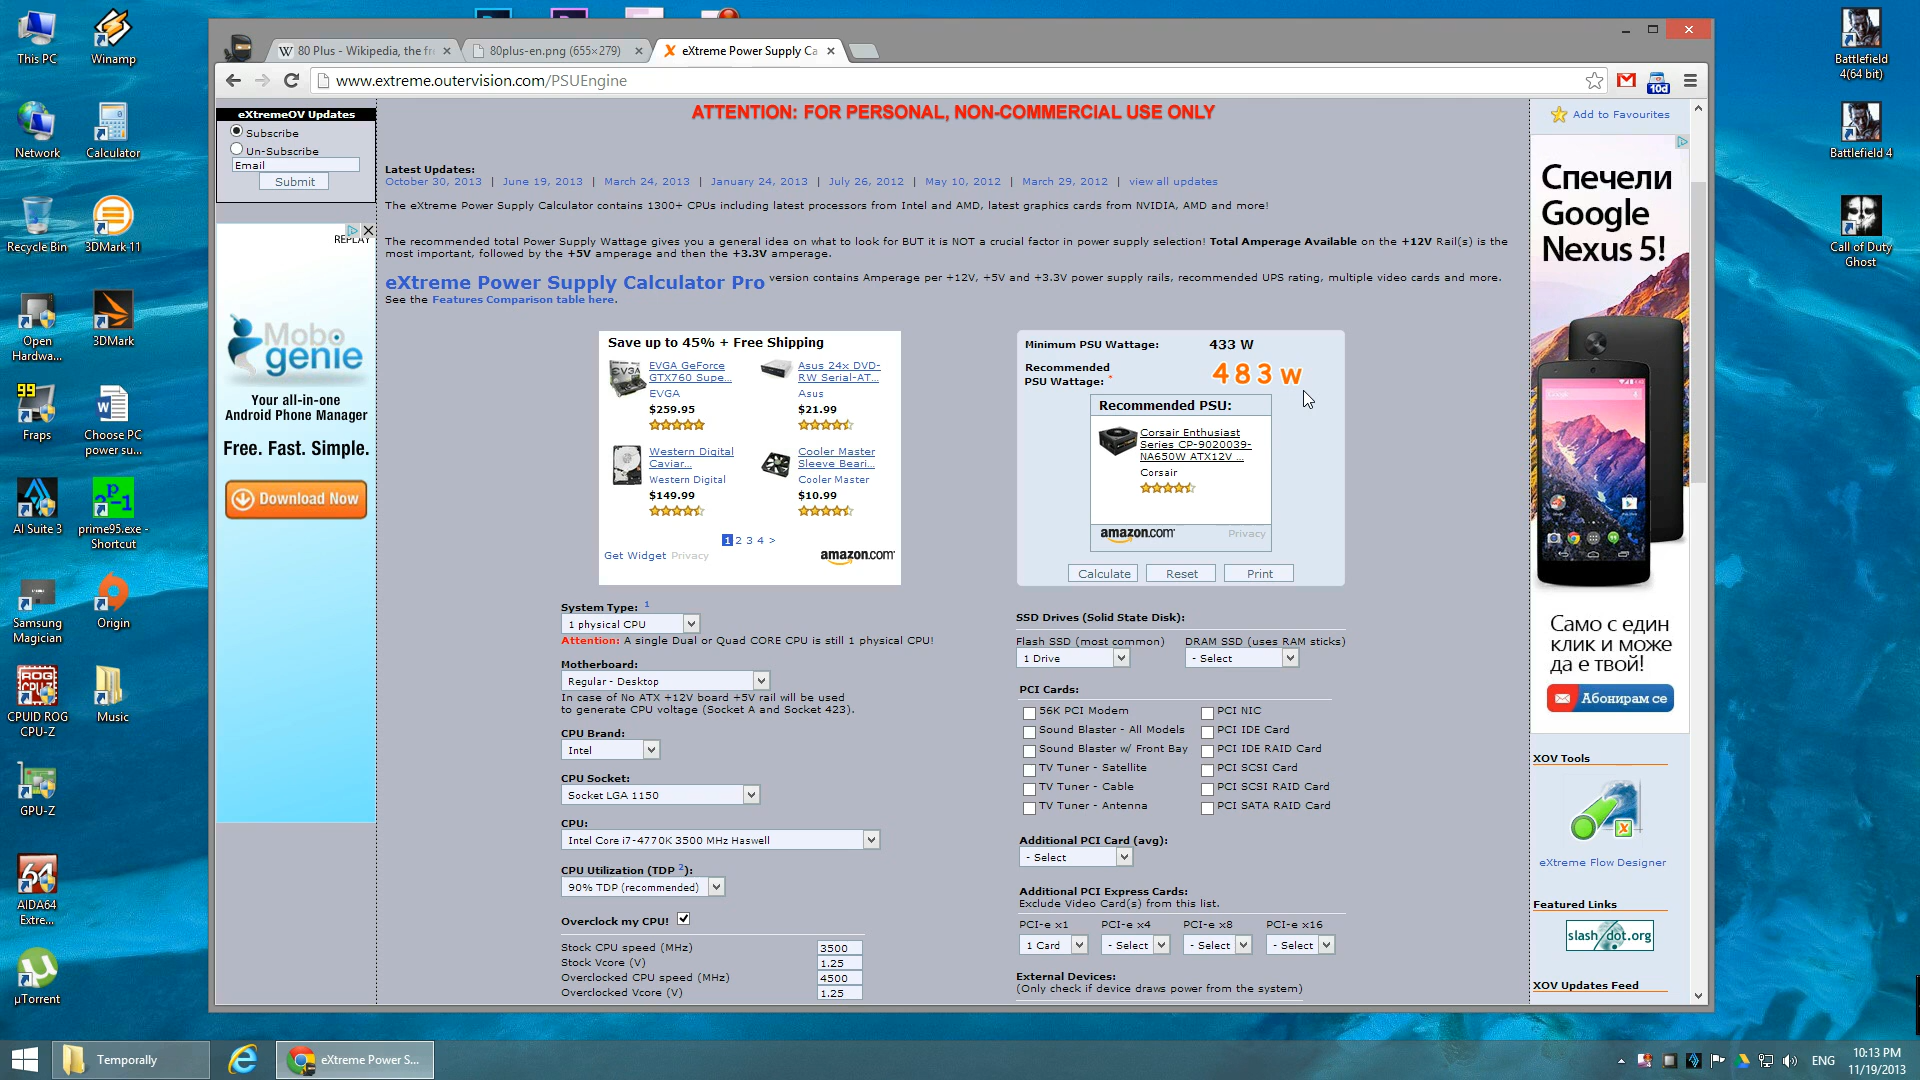 This PC
Winamp
Network
Calculator
Recycle Bin
3DMark 11
Open
Hardwa...
3DMark
99
Fraps
Choose PC
power su...
AI Suite 3
prime95.exe -
Shortcut
Samsung
Magician
Origin
CPUID ROG
CPU-Z
Music
GPU-Z
64
AIDA64
Extre...
µTorrent
Battlefield
4(64 bit)
Battlefield 4
Call of Duty
Ghost
80 Plus - Wikipedia, the fr
80plus-en.png (655×279)
eXtreme Power Supply Ca
www.extreme.outervision.com/PSUEngine
10d
eXtremeOV Updates
Subscribe
Un-Subscribe
Email
Submit
REPLAY
Mobo
genie
Your all-in-one
Android Phone Manager
Free. Fast. Simple.
Download Now
ATTENTION: FOR PERSONAL, NON-COMMERCIAL USE ONLY
Latest Updates:
October 30, 2013 | June 19, 2013 | March 24, 2013 | January 24, 2013 | July 26, 2012 | May 10, 2012 | March 29, 2012 | view all updates
The eXtreme Power Supply Calculator contains 1300+ CPUs including latest processors from Intel and AMD, latest graphics cards from NVIDIA, AMD and more!
The recommended total Power Supply Wattage gives you a general idea on what to look for BUT it is NOT a crucial factor in power supply selection! Total Amperage Available on the +12V Rail(s) is the
most important, followed by the +5V amperage and then the +3.3V amperage.
eXtreme Power Supply Calculator Pro version contains Amperage per +12V, +5V and +3.3V power supply rails, recommended UPS rating, multiple video cards and more.
See the Features Comparison table here.
Save up to 45% + Free Shipping
EVGA GeForce
GTX760 Supe...
EVGA
$259.95
Asus 24x DVD-
RW Serial-AT...
Asus
$21.99
Western Digital
Caviar...
Western Digital
$149.99
Cooler Master
Sleeve Beari...
Cooler Master
$10.99
1 2 3 4 >
Get Widget Privacy
amazon.com
Minimum PSU Wattage: 433 W
Recommended
PSU Wattage: * 483 W
Recommended PSU:
Corsair Enthusiast
Series CP-9020039-
NA650W ATX12V ...
Corsair
amazon.com
Privacy
Calculate
Reset
Print
System Type: 1
1 physical CPU
Attention: A single Dual or Quad CORE CPU is still 1 physical CPU!
Motherboard:
Regular - Desktop
In case of No ATX +12V board +5V rail will be used
to generate CPU voltage (Socket A and Socket 423).
CPU Brand:
Intel
CPU Socket:
Socket LGA 1150
CPU:
Intel Core i7-4770K 3500 MHz Haswell
CPU Utilization (TDP 2):
90% TDP (recommended)
Overclock my CPU!
Stock CPU speed (MHz) 3500
Stock Vcore (V) 1.25
Overclocked CPU speed (MHz) 4500
Overclocked Vcore (V) 1.25
SSD Drives (Solid State Disk):
Flash SSD (most common) DRAM SSD (uses RAM sticks)
1 Drive - Select
PCI Cards:
56K PCI Modem PCI NIC
Sound Blaster - All Models PCI IDE Card
Sound Blaster w/ Front Bay PCI IDE RAID Card
TV Tuner - Satellite PCI SCSI Card
TV Tuner - Cable PCI SCSI RAID Card
TV Tuner - Antenna PCI SATA RAID Card
Additional PCI Card (avg):
- Select
Additional PCI Express Cards:
Exclude Video Card(s) from this list.
PCI-e x1 PCI-e x4 PCI-e x8 PCI-e x16
1 Card - Select - Select - Select
External Devices:
(Only check if device draws power from the system)
Add to Favourites
Спечели
Google
Nexus 5!
Само с един
клик и може
да е твой!
Абонирам се
XOV Tools
eXtreme Flow Designer
Featured Links
slash dot.org
XOV Updates Feed
Temporally
eXtreme Power S...
ENG
10:13 PM
11/19/2013